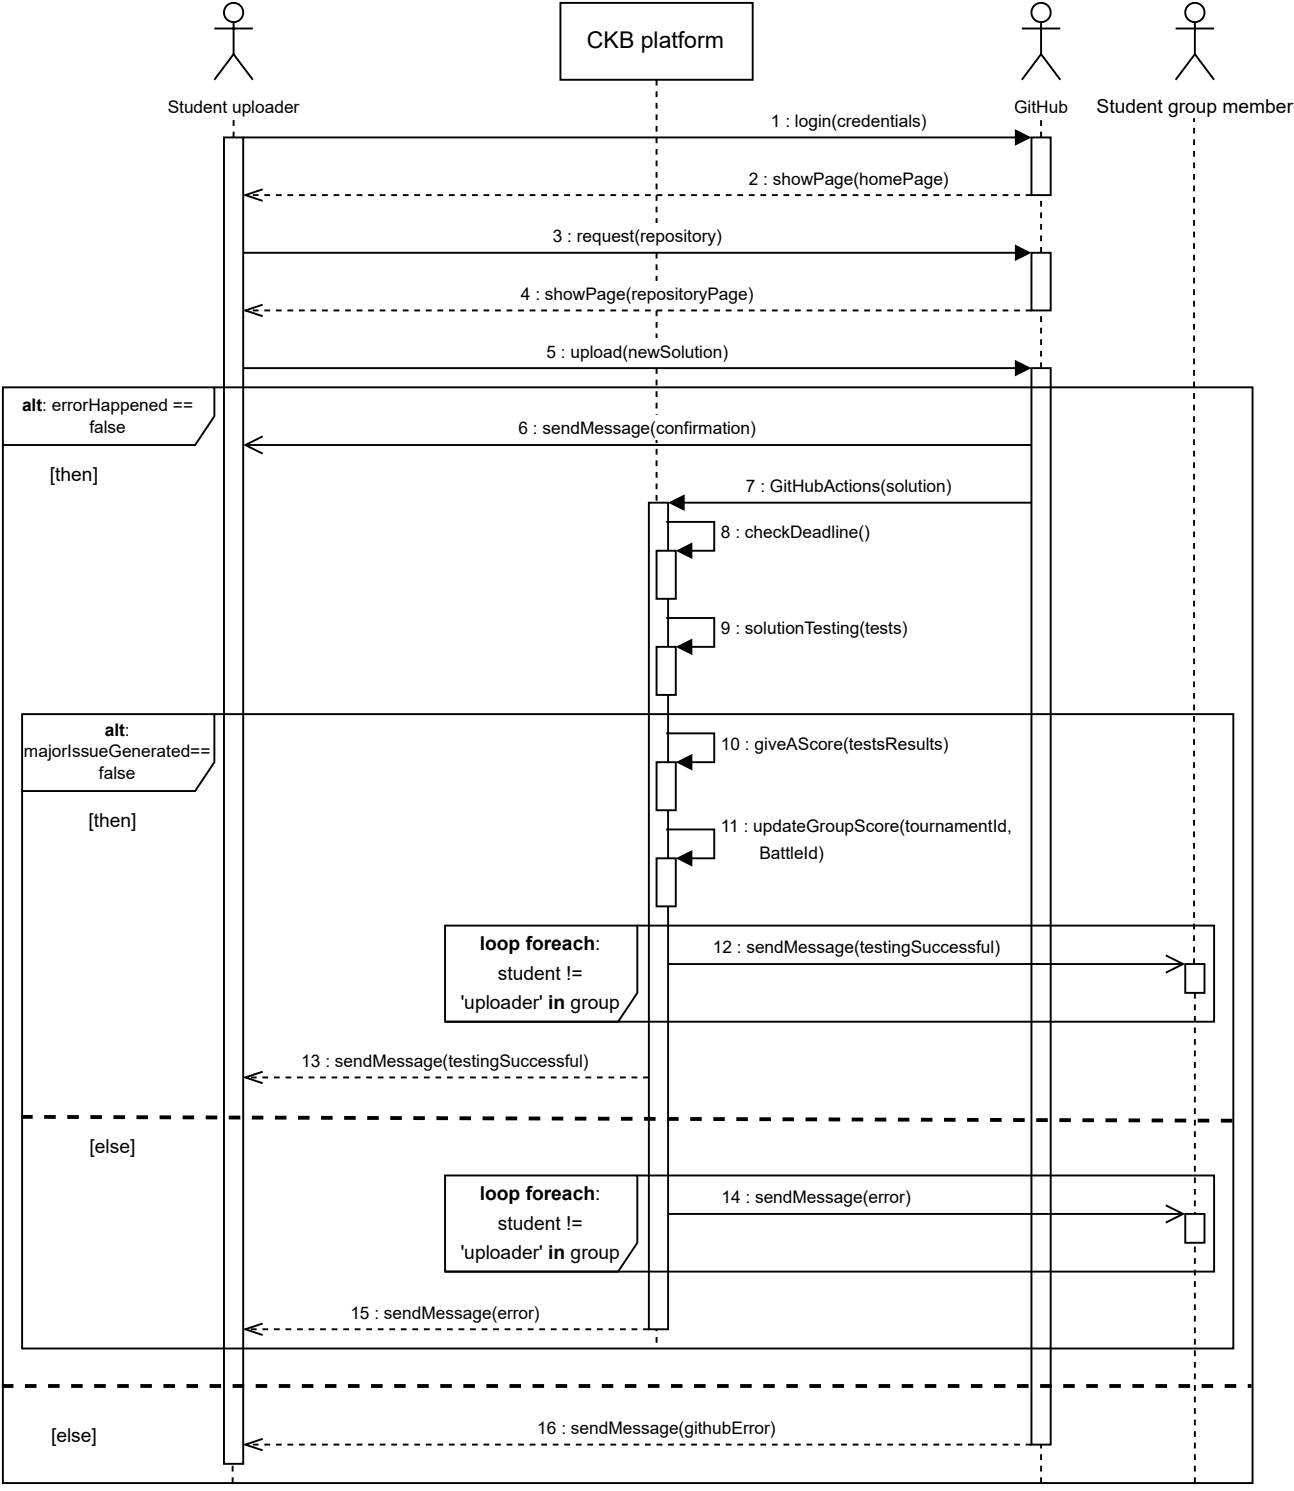 CKB platform
Student uploader
GitHub
Student group member
1 : login(credentials)
2 : showPage(homePage)
3 : request(repository)
4 : showPage(repositoryPage)
5 : upload(newSolution)
alt: errorHappened ==
false
6 : sendMessage(confirmation)
[then]
7 : GitHubActions(solution)
8 : checkDeadline()
9 : solutionTesting(tests)
alt:
majorIssueGenerated==
false
10 : giveAScore(testsResults)
[then]
11 : updateGroupScore(tournamentId,
BattleId)
loop foreach:
student !=
'uploader' in group
12 : sendMessage(testingSuccessful)
13 : sendMessage(testingSuccessful)
[else]
loop foreach:
student !=
'uploader' in group
14 : sendMessage(error)
15 : sendMessage(error)
[else]
16 : sendMessage(githubError)